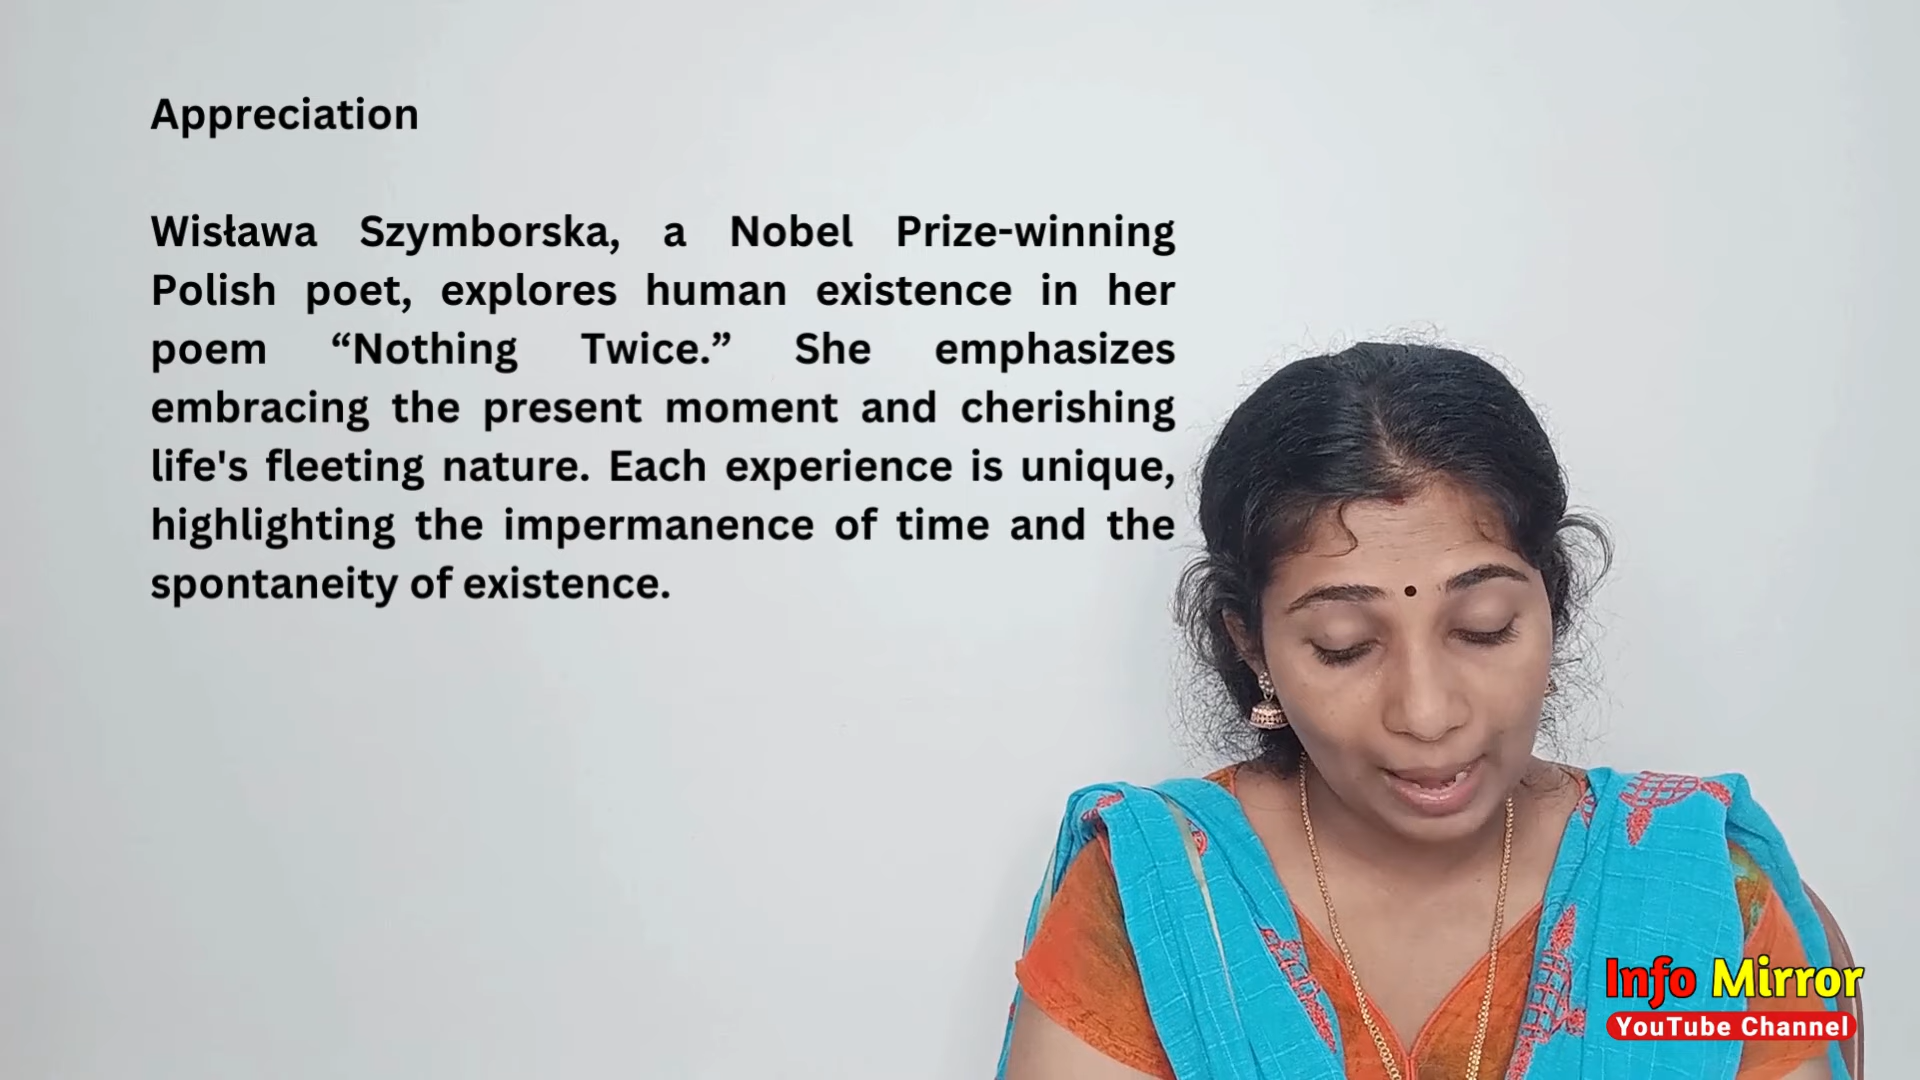 Appreciation
Wisława Szymborska, a Nobel Prize-winning
Polish poet, explores human existence in her
poem “Nothing Twice.” She emphasizes
embracing the present moment and cherishing
life's fleeting nature. Each experience is unique,
highlighting the impermanence of time and the
spontaneity of existence.
Info Mirror
YouTube Channel